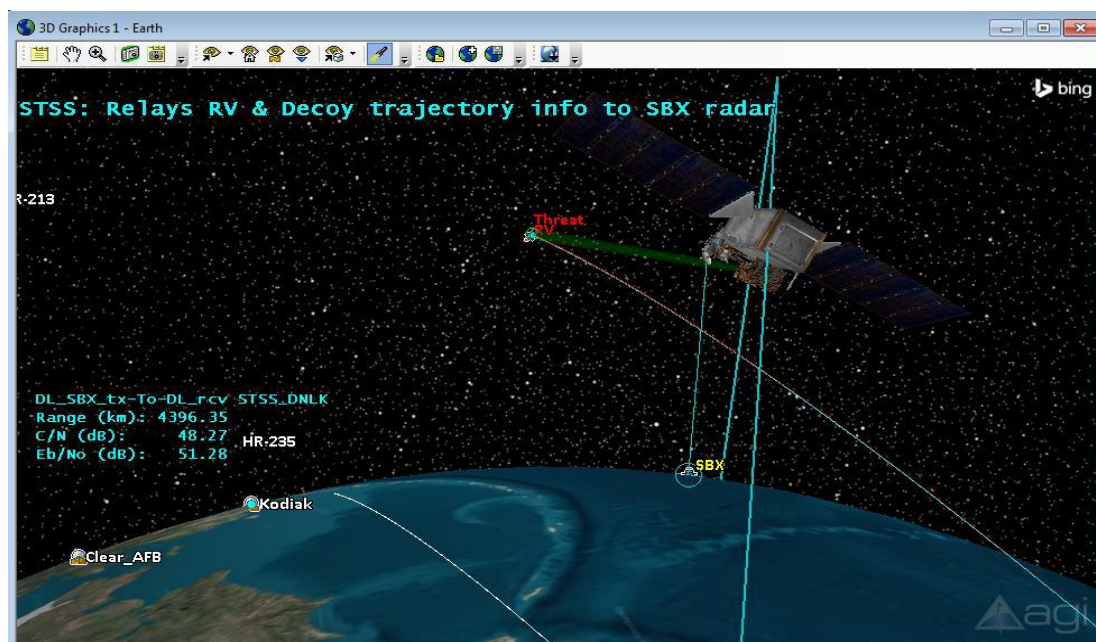 3D Graphics 1 - Earth
bing
STSS: Relays RV & Decoy trajectory info to SBX radar
R-213
Threat
RV
DL_SBX_tx-To-DL_rcv STSS_DNLK
Range (km): 4396.35
C/N (dB): 48.27
Eb/No (dB): 51.28
HR-235
SBX
Kodiak
Clear_AFB
agi